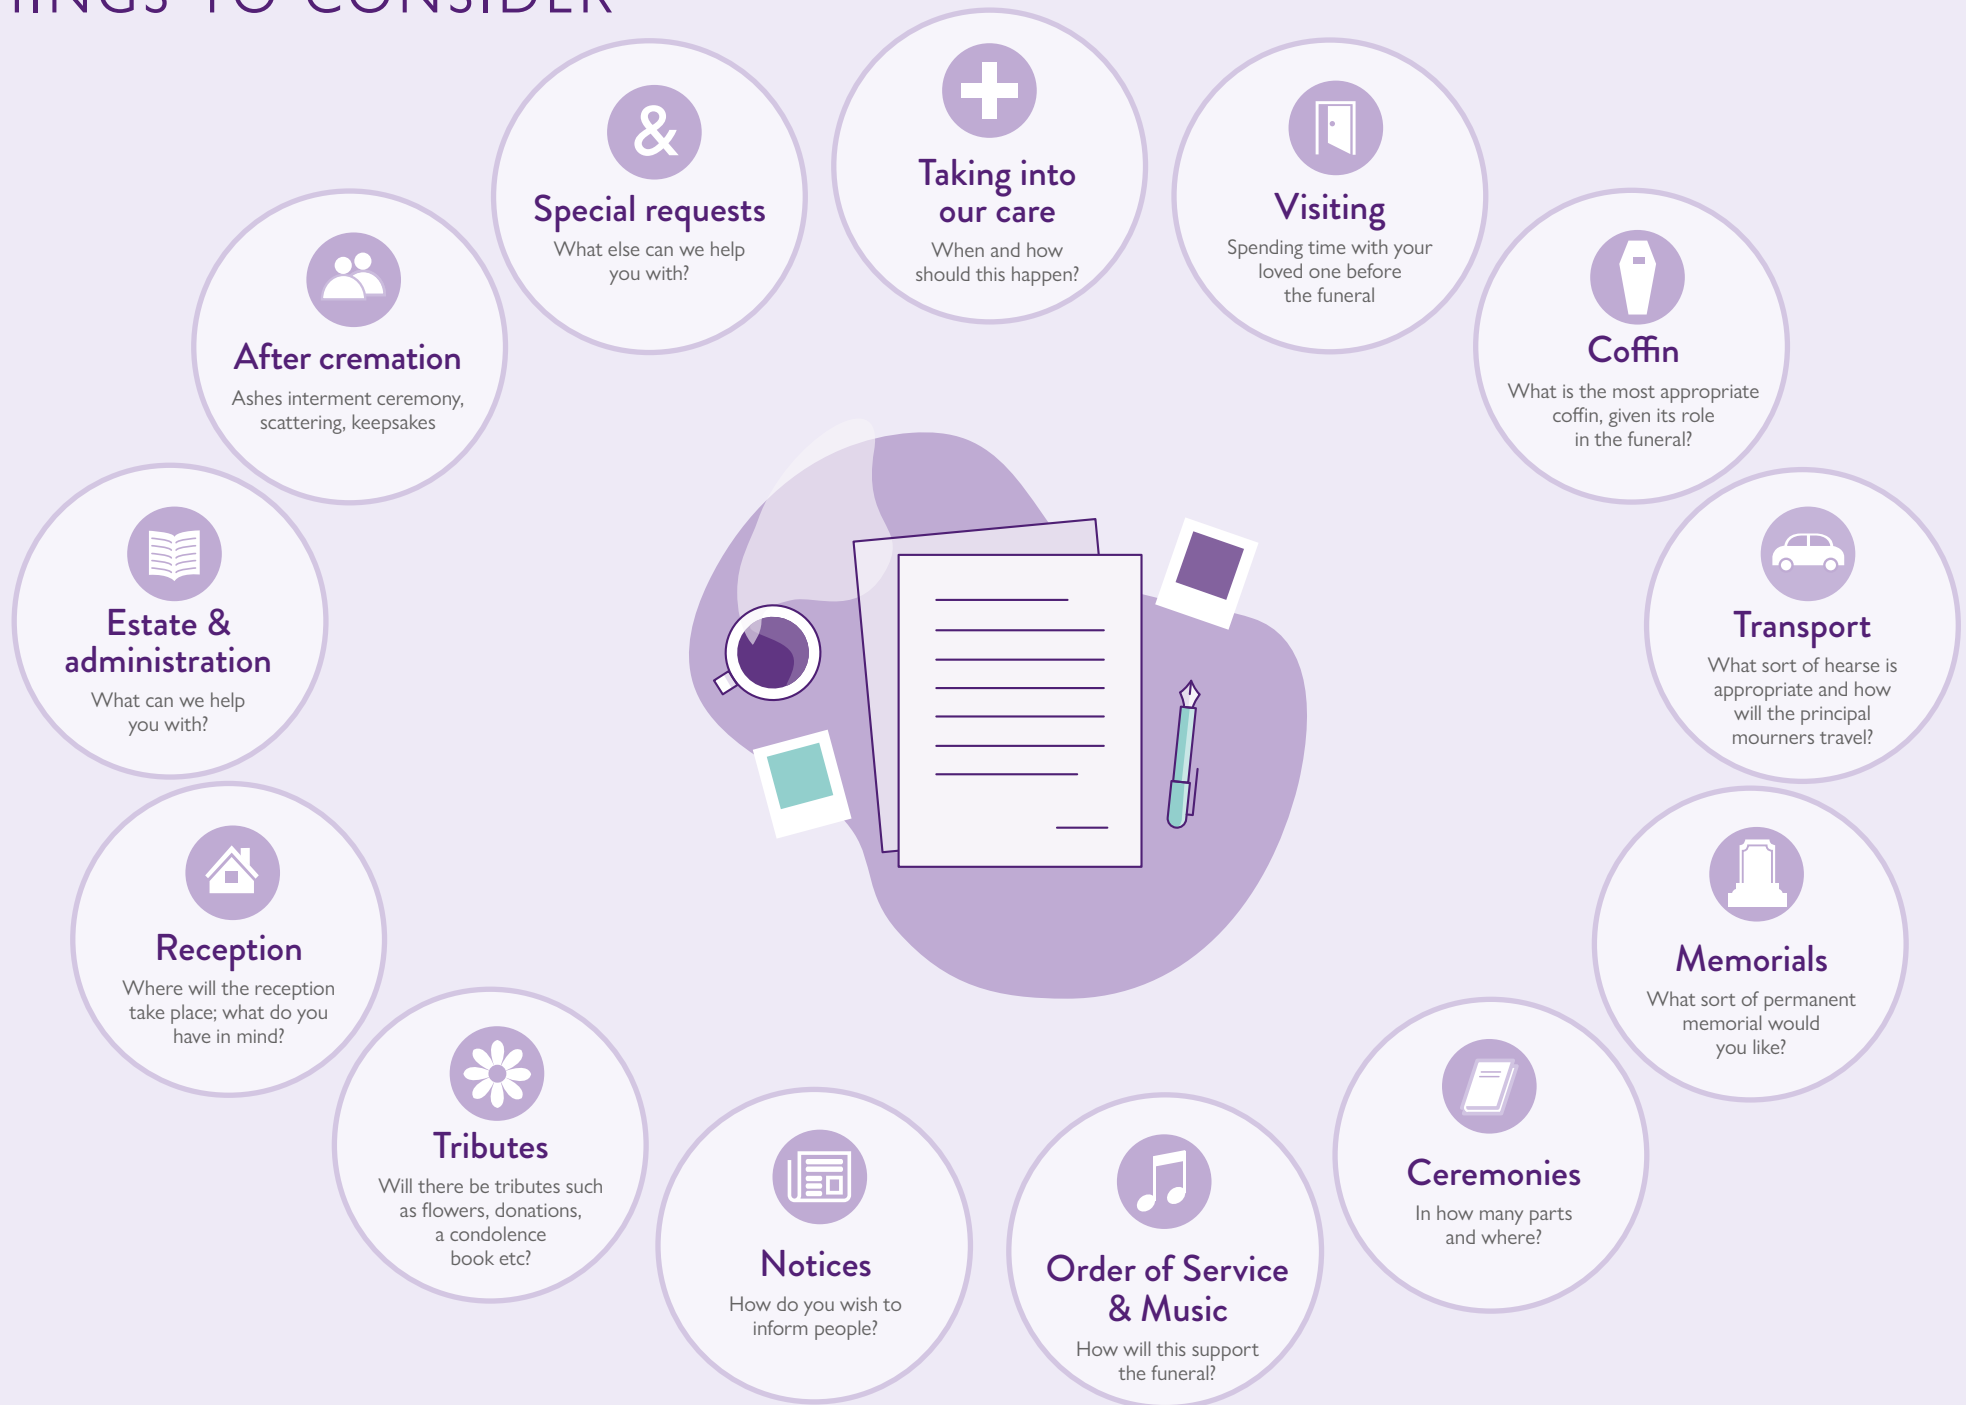 THINGS TO CONSIDER
&
Special requests
What else can we help
you with?
Taking into
our care
When and how
should this happen?
Visiting
Spending time with your
loved one before
the funeral
Coffin
What is the most appropriate
coffin, given its role
in the funeral?
Transport
What sort of hearse is
appropriate and how
will the principal
mourners travel?
Memorials
What sort of permanent
memorial would
you like?
Ceremonies
In how many parts
and where?
Order of Service
& Music
How will this support
the funeral?
Notices
How do you wish to
inform people?
Tributes
Will there be tributes such
as flowers, donations,
a condolence
book etc?
Reception
Where will the reception
take place; what do you
have in mind?
Estate &
administration
What can we help
you with?
After cremation
Ashes interment ceremony,
scattering, keepsakes